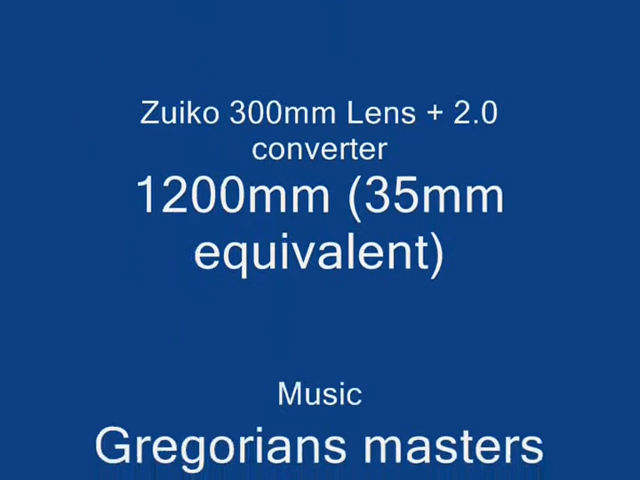 Zuiko 300mm Lens + 2.0
converter
1200mm (35mm
equivalent)
Music
Gregorians masters